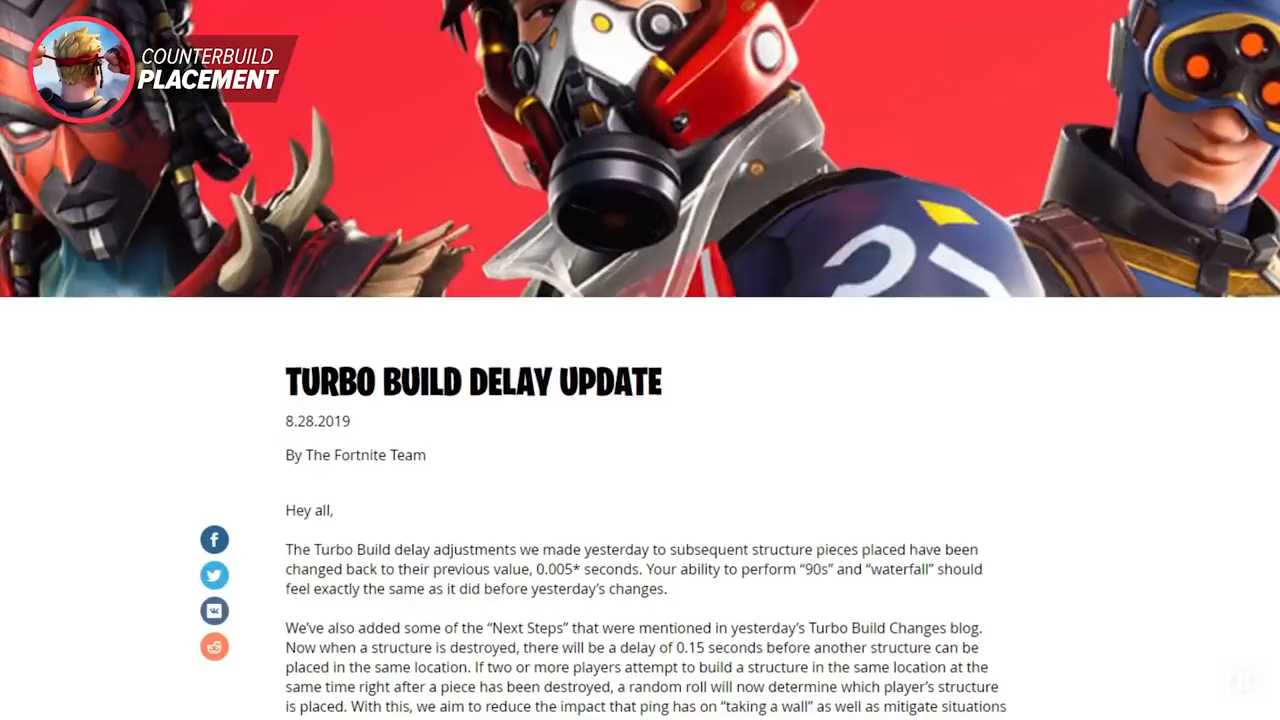 COUNTERBUILD
PLACEMENT
TURBO BUILD DELAY UPDATE
8.28.2019
By The Fortnite Team
Hey all,
The Turbo Build delay adjustments we made yesterday to subsequent structure pieces placed have been
changed back to their previous value, 0.005* seconds. Your ability to perform “90s” and “waterfall” should
feel exactly the same as it did before yesterday’s changes.
We’ve also added some of the “Next Steps” that were mentioned in yesterday’s Turbo Build Changes blog.
Now when a structure is destroyed, there will be a delay of 0.15 seconds before another structure can be
placed in the same location. If two or more players attempt to build a structure in the same location at the
same time right after a piece has been destroyed, a random roll will now determine which player’s structure
is placed. With this, we aim to reduce the impact that ping has on “taking a wall” as well as mitigate situations